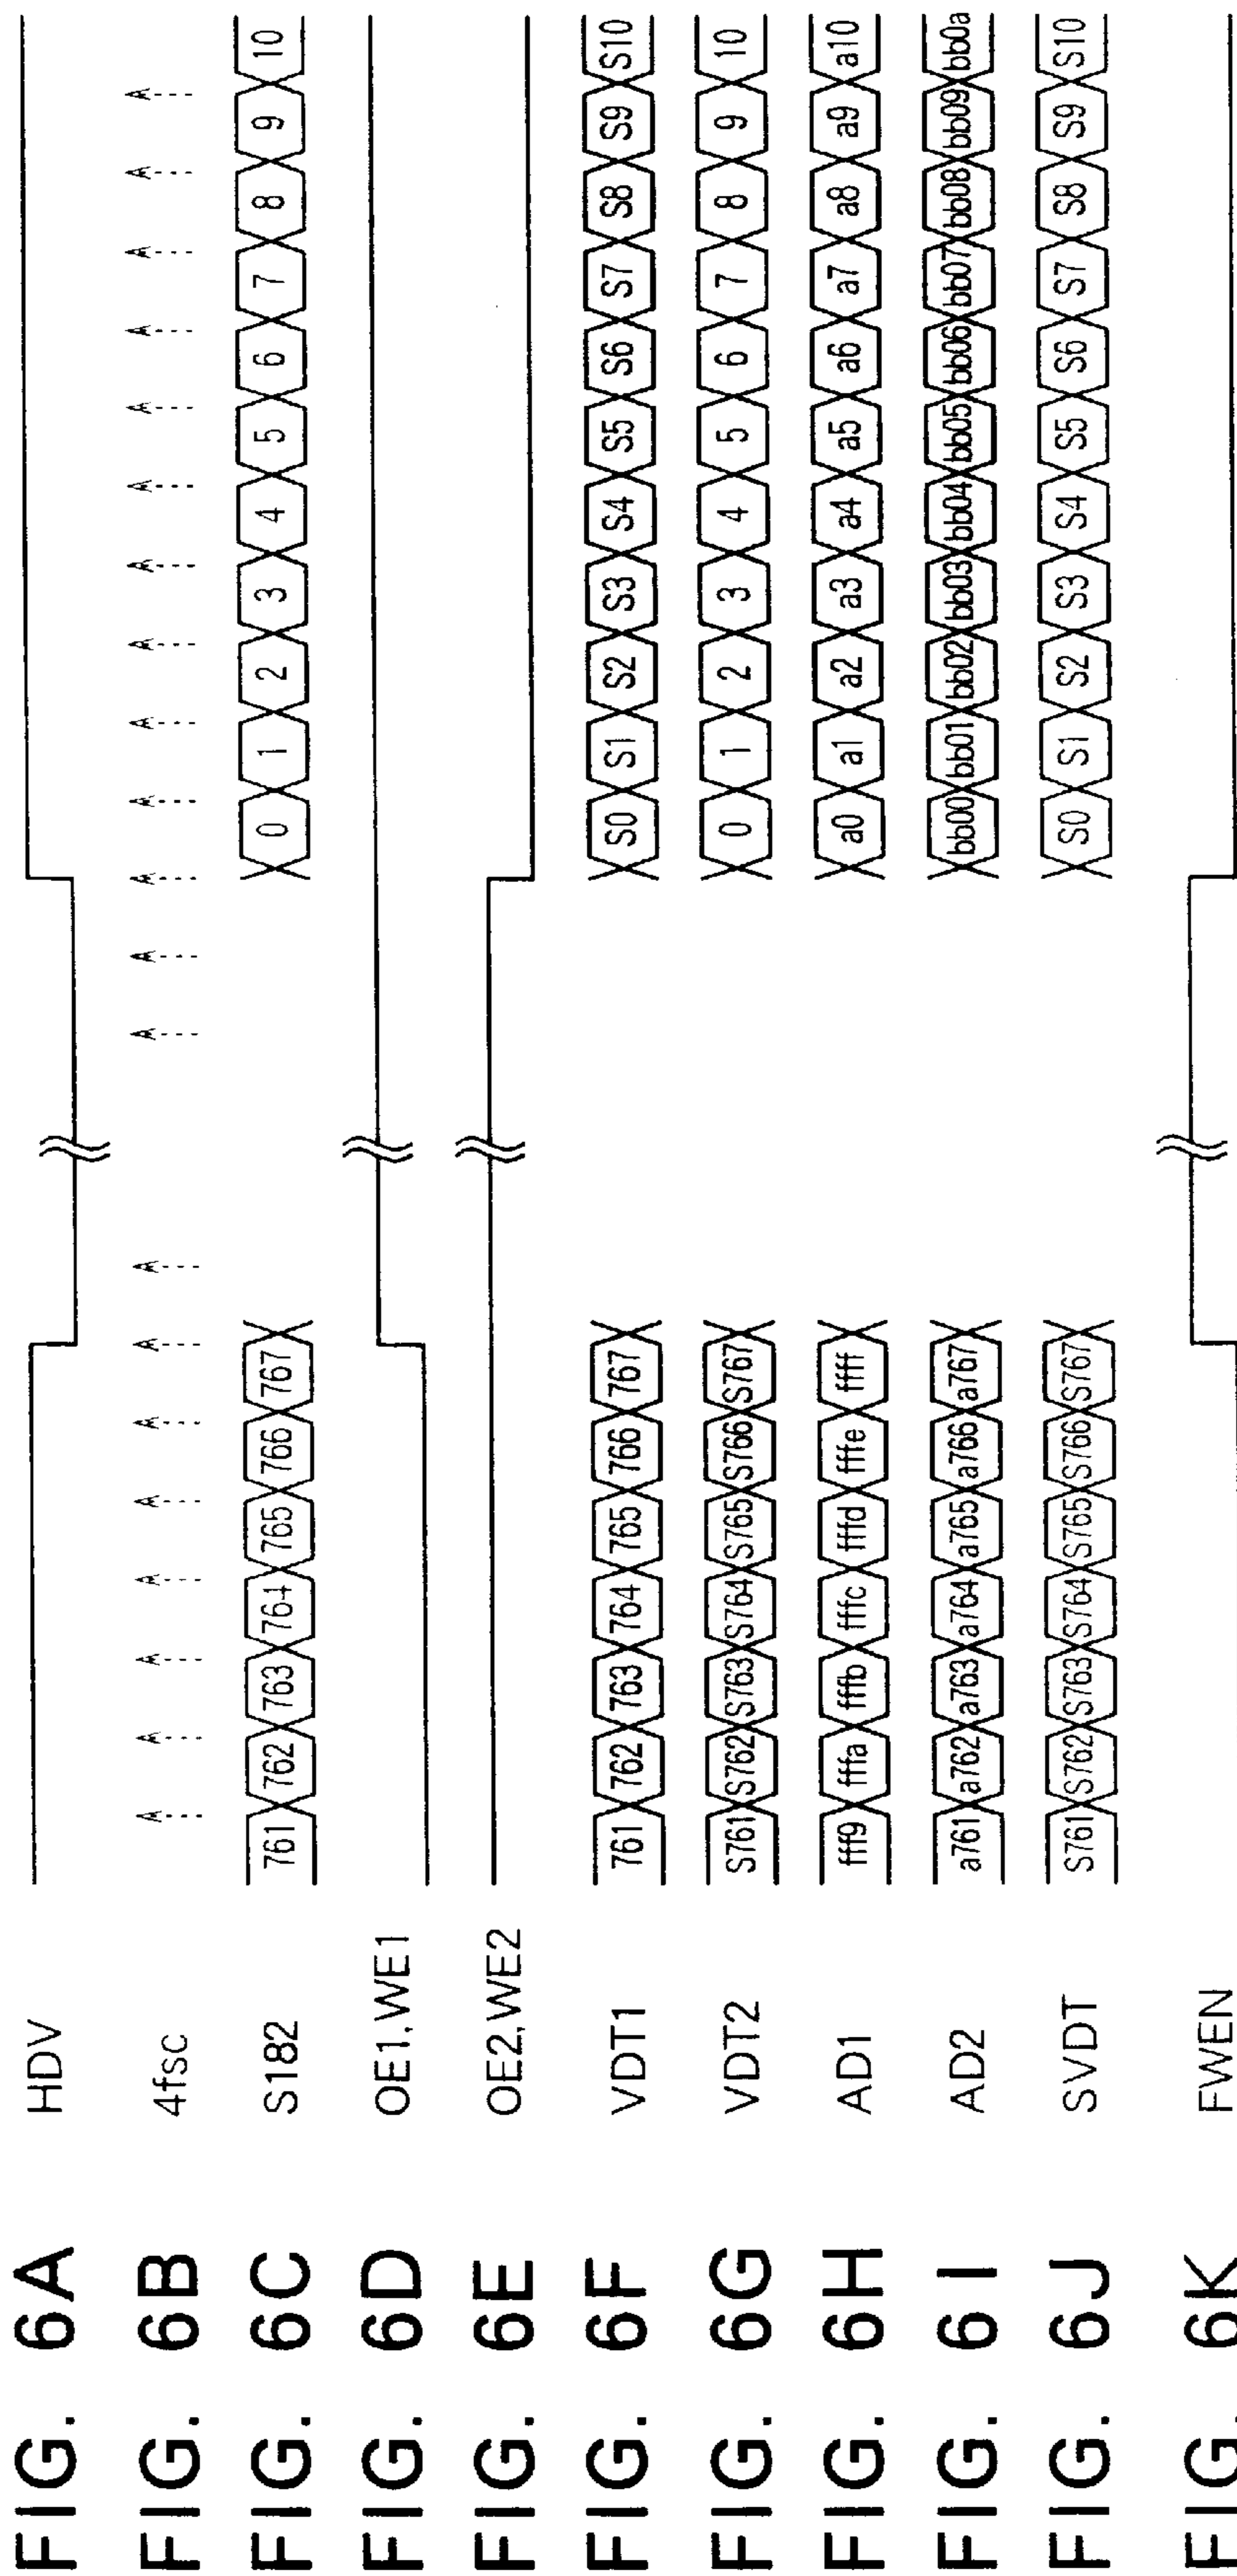 FIG. 6A HDV
FIG. 6B 4fsc
FIG. 6C S182 761 762 763 764 765 766 767 0 1 2 3 4 5 6 7 8 9 10
FIG. 6D OE1,WE1
FIG. 6E OE2,WE2
FIG. 6F VDT1 761 762 763 764 765 766 767 S0 S1 S2 S3 S4 S5 S6 S7 S8 S9 S10
FIG. 6G VDT2 S761 S762 S763 S764 S765 S766 S767 0 1 2 3 4 5 6 7 8 9 10
FIG. 6H AD1 fff9 fffa fffb fffc fffd fffe ffff a0 a1 a2 a3 a4 a5 a6 a7 a8 a9 a10
FIG. 6I AD2 a761 a762 a763 a764 a765 a766 a767 bb00 bb01 bb02 bb03 bb04 bb05 bb06 bb07 bb08 bb09 bb0a
FIG. 6J SVDT S761 S762 S763 S764 S765 S766 S767 S0 S1 S2 S3 S4 S5 S6 S7 S8 S9 S10
FIG. 6K FWEN